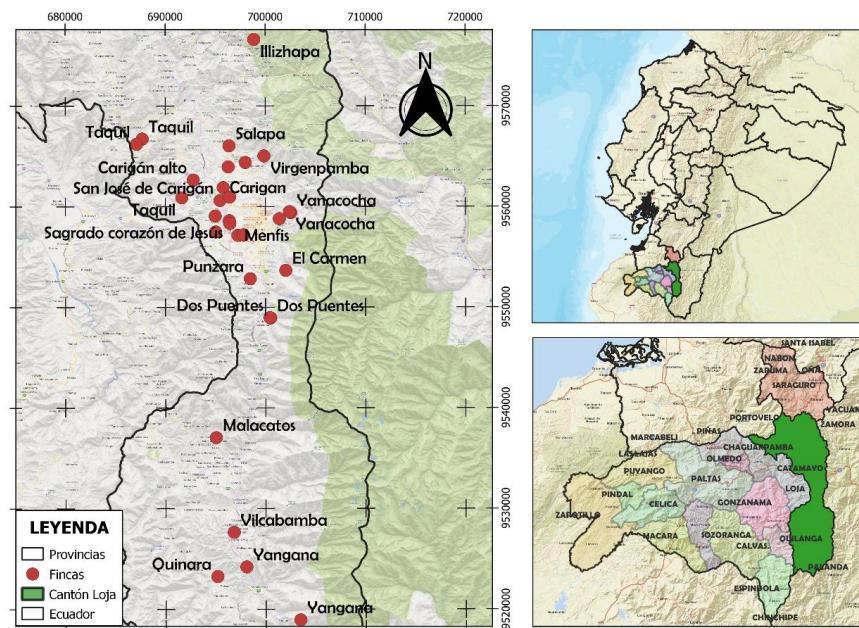 680000
690000
700000
710000
720000
Illizhapa
N
9570000
Taquil
Taquil
Salapa
Carigán alto
Virgenpamba
San José de Carigán
Carigan
Taquil
Yanacocha
9560000
Yanacocha
Sagrado corazón de Jesús
Menfis
El Carmen
Punzara
Dos Puentes
Dos Puentes
9550000
9540000
Malacatos
9530000
Vilcabamba
Quinara
Yangana
Yangana
9520000
LEYENDA
Provincias
Fincas
Cantón Loja
Ecuador
SANTA ISABEL
NABON
ZARUMA
OÑA
SARAGURO
YACUAM
PORTOVELO
ZAMORA
PIÑAS
MARCABELI
CHAGUARPAMBA
LAS LAJAS
OLMEDO
CATAMAYO
PUYANGO
PALTAS
LOJA
PINDAL
CELICA
GONZANAMA
ZAPOTILLO
MACARÁ
SOZORANGA
QUILANGA
CALVAS
PALANDA
ESPINDOLA
CHINCHIPE